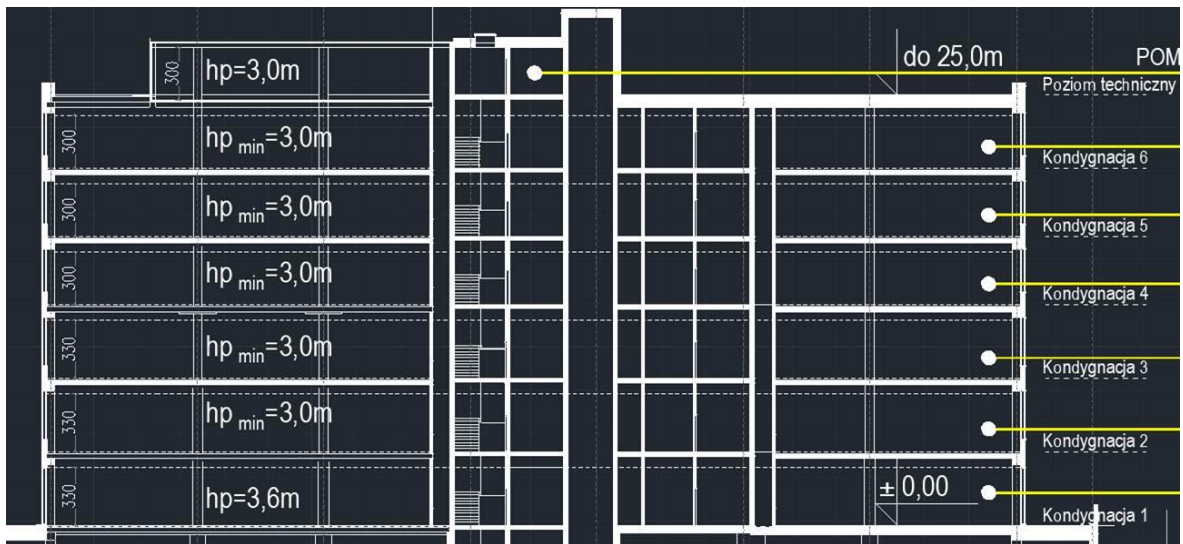 300
hp=3,0m
do 25,0m
POM
Poziom techniczny
300
hp min=3,0m
Kondygnacja 6
300
hp min=3,0m
Kondygnacja 5
300
hp min=3,0m
Kondygnacja 4
330
hp min=3,0m
Kondygnacja 3
330
hp min=3,0m
Kondygnacja 2
330
hp=3,6m
± 0,00
Kondygnacja 1